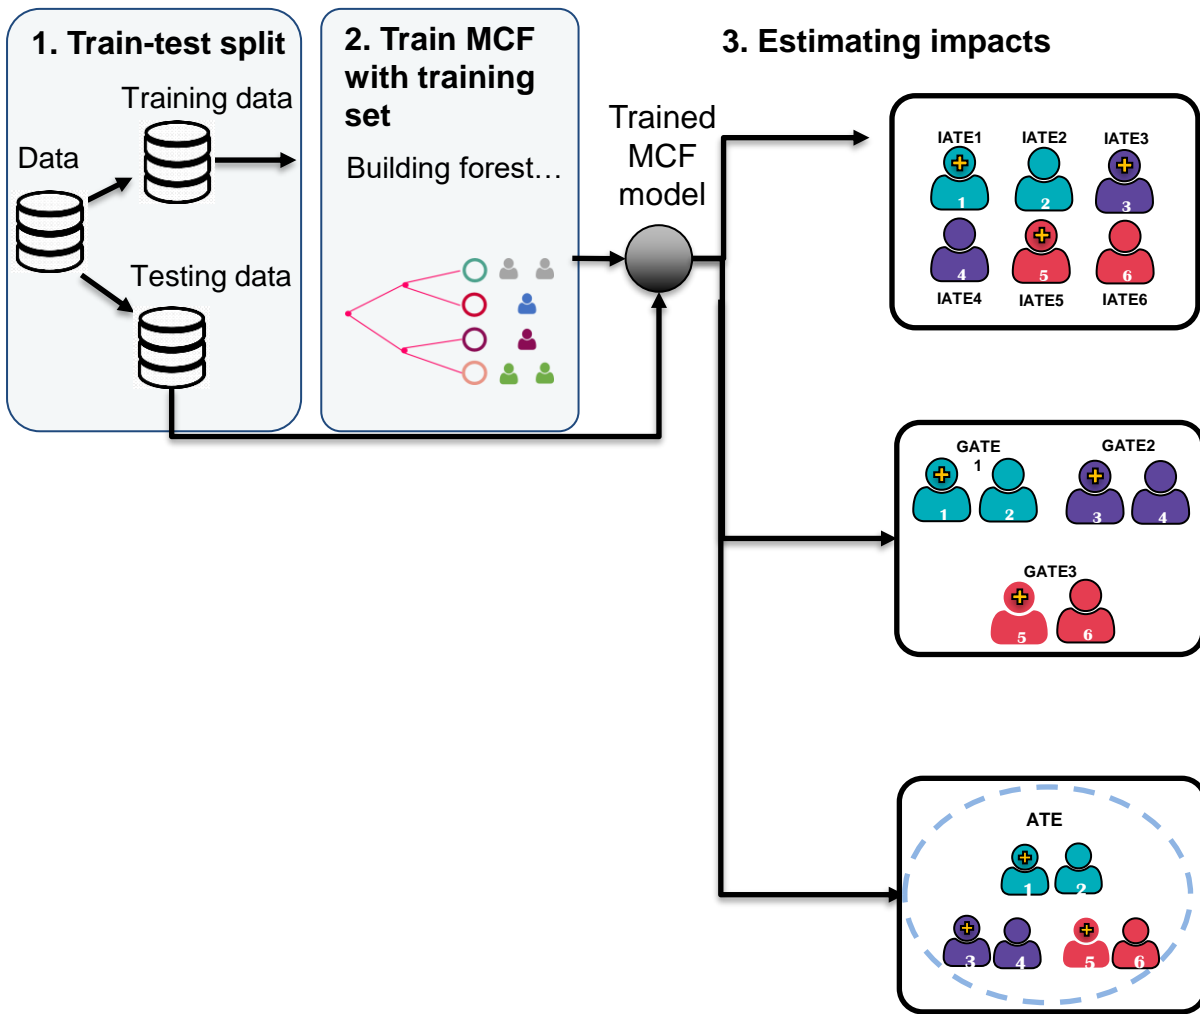 1. Train-test split
Training data
Data
Testing data
2. Train MCF
with training
set
Building forest…
Trained
MCF
model
3. Estimating impacts
IATE1 IATE2 IATE3
1 2 3
4 5 6
IATE4 IATE5 IATE6
GATE
1
GATE2
1 2 3 4
GATE3
5 6
ATE
1 2
3 4 5 6